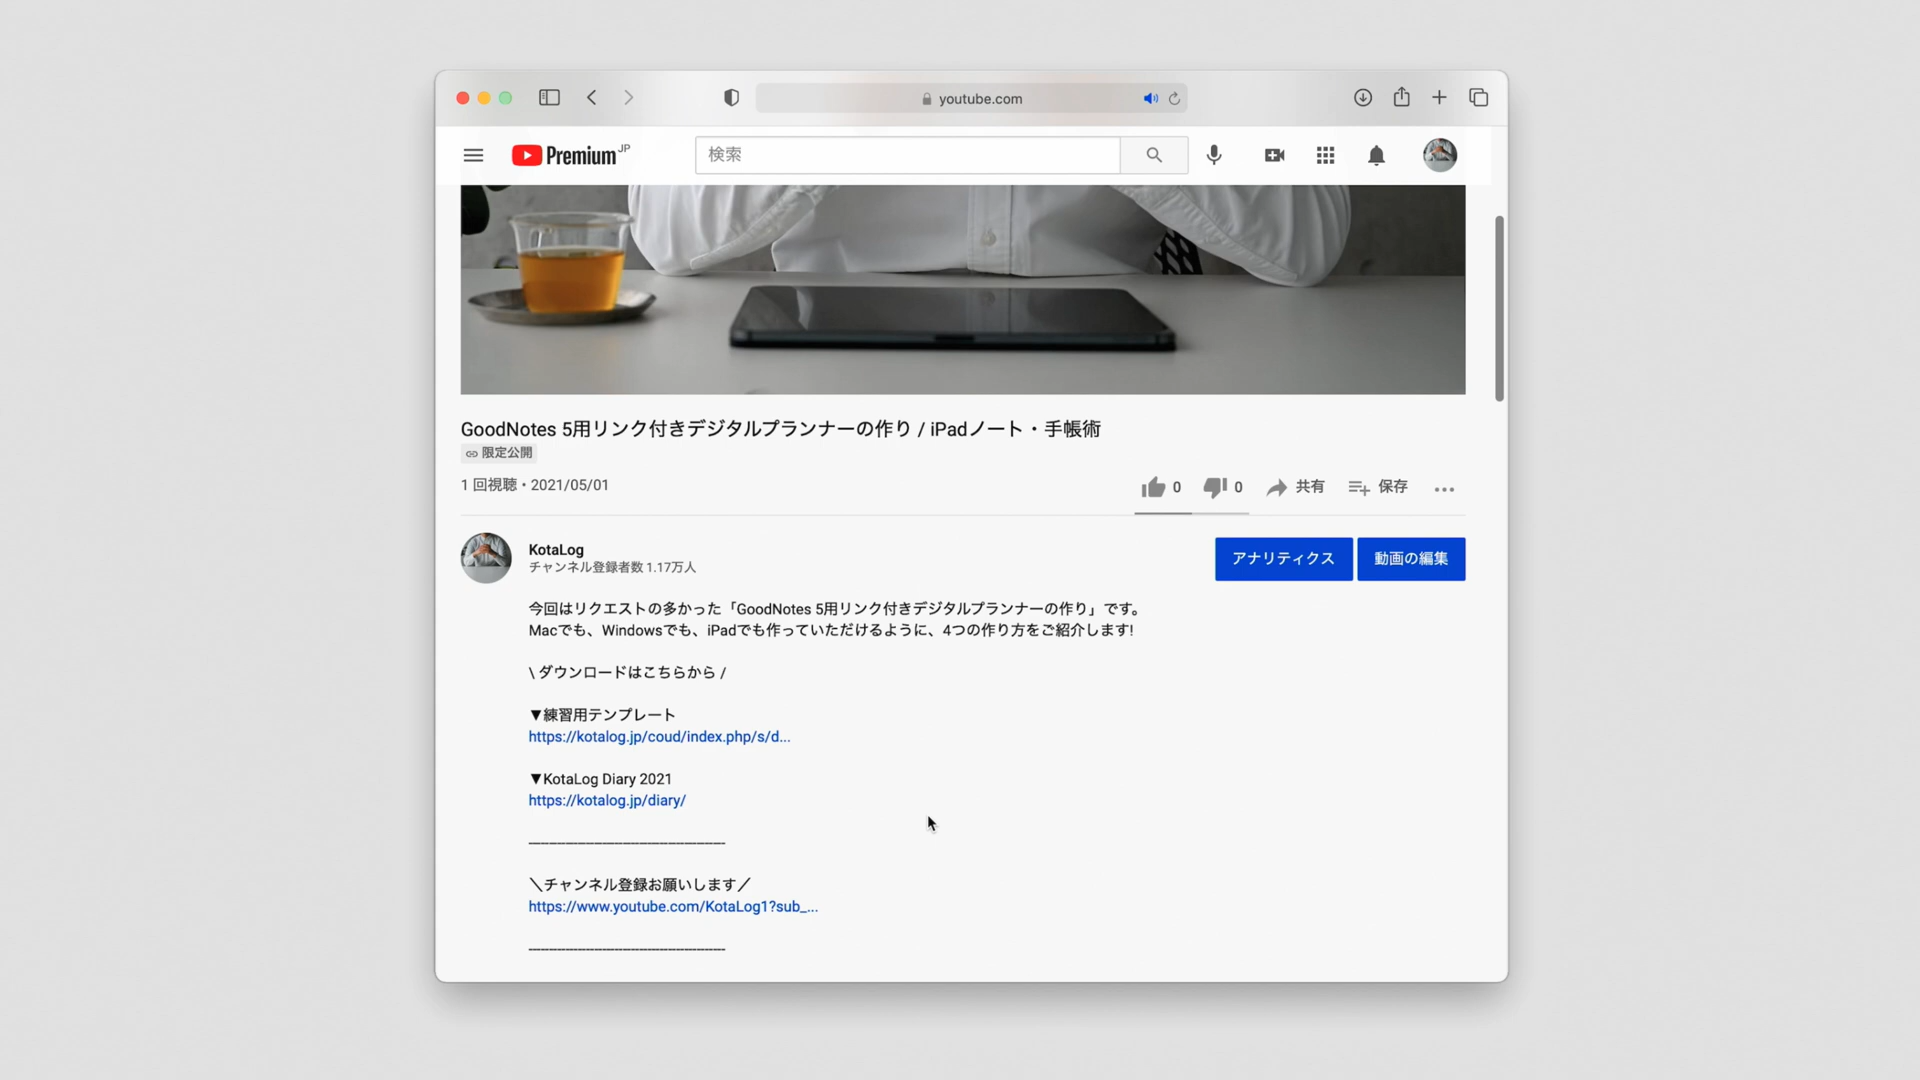 youtube.com
Premium JP
検索
GoodNotes 5用リンク付きデジタルプランナーの作り / iPadノート・手帳術
限定公開
1 回視聴・2021/05/01
0
0
共有
保存
KotaLog
チャンネル登録者数 1.17万人
アナリティクス
動画の編集
今回はリクエストの多かった「GoodNotes 5用リンク付きデジタルプランナーの作り」です。
Macでも、Windowsでも、iPadでも作っていただけるように、4つの作り方をご紹介します!
\ ダウンロードはこちらから /
▼練習用テンプレート
https://kotalog.jp/coud/index.php/s/d...
▼KotaLog Diary 2021
https://kotalog.jp/diary/
＼チャンネル登録お願いします／
https://www.youtube.com/KotaLog1?sub_...